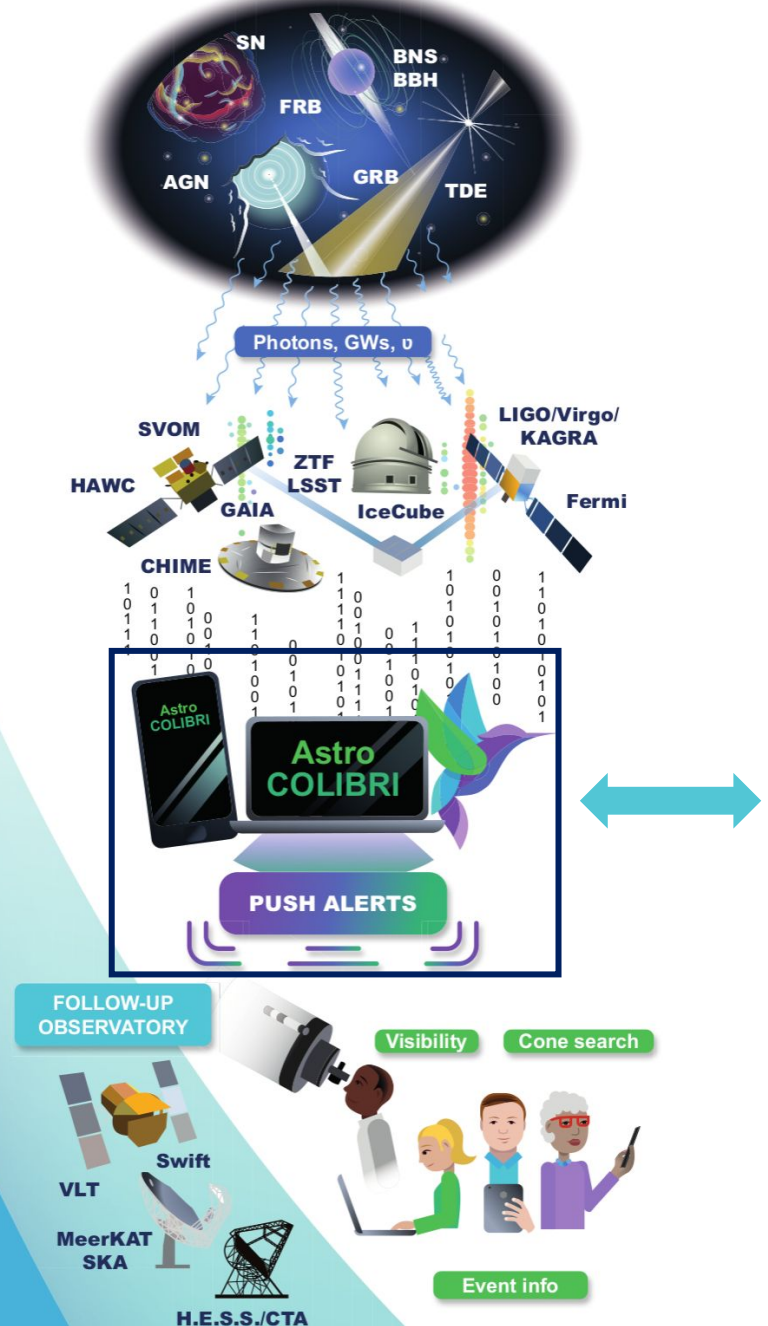 SN
BNS
BBH
FRB
AGN
GRB
TDE
Photons, GWs, υ
LIGO/Virgo/
KAGRA
SVOM
HAWC
ZTF
LSST
GAIA
IceCube
Fermi
CHIME
Astro
COLIBRI
Astro
COLIBRI
PUSH ALERTS
FOLLOW-UP
OBSERVATORY
Visibility
Cone search
Swift
VLT
MeerKAT
SKA
Event info
H.E.S.S./CTA